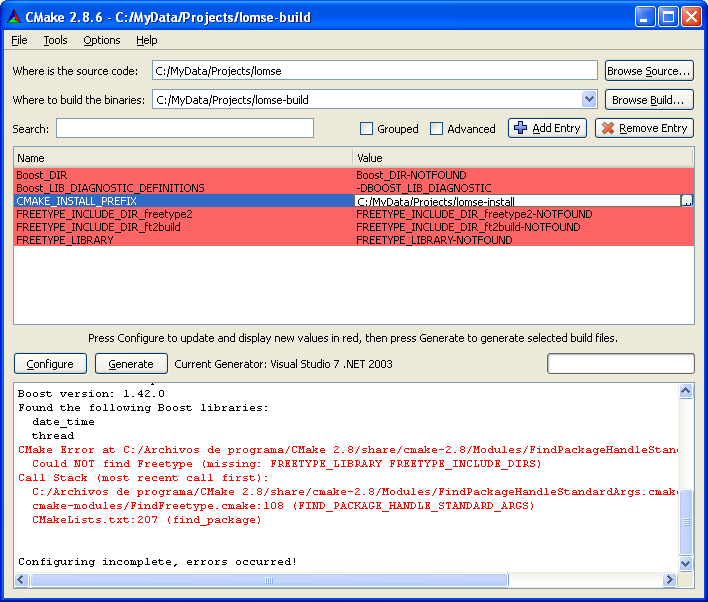 CMake 2.8.6 - C:/MyData/Projects/lomse-build
File Tools Options Help
Where is the source code: C:/MyData/Projects/lomse Browse Source...
Where to build the binaries: C:/MyData/Projects/lomse-build Browse Build...
Search: Grouped Advanced Add Entry Remove Entry
Name Value
Boost_DIR Boost_DIR-NOTFOUND
Boost_LIB_DIAGNOSTIC_DEFINITIONS -DBOOST_LIB_DIAGNOSTIC
CMAKE_INSTALL_PREFIX C:/MyData/Projects/lomse-install ...
FREETYPE_INCLUDE_DIR_freetype2 FREETYPE_INCLUDE_DIR_freetype2-NOTFOUND
FREETYPE_INCLUDE_DIR_ft2build FREETYPE_INCLUDE_DIR_ft2build-NOTFOUND
FREETYPE_LIBRARY FREETYPE_LIBRARY-NOTFOUND
Press Configure to update and display new values in red, then press Generate to generate selected build files.
Configure Generate Current Generator: Visual Studio 7 .NET 2003
Boost version: 1.42.0
Found the following Boost libraries:
date_time
thread
CMake Error at C:/Archivos de programa/CMake 2.8/share/cmake-2.8/Modules/FindPackageHandleStan
Could NOT find Freetype (missing: FREETYPE_LIBRARY FREETYPE_INCLUDE_DIRS)
Call Stack (most recent call first):
C:/Archivos de programa/CMake 2.8/share/cmake-2.8/Modules/FindPackageHandleStandardArgs.cmake
cmake-modules/FindFreetype.cmake:108 (FIND_PACKAGE_HANDLE_STANDARD_ARGS)
CMakeLists.txt:207 (find_package)
Configuring incomplete, errors occurred!